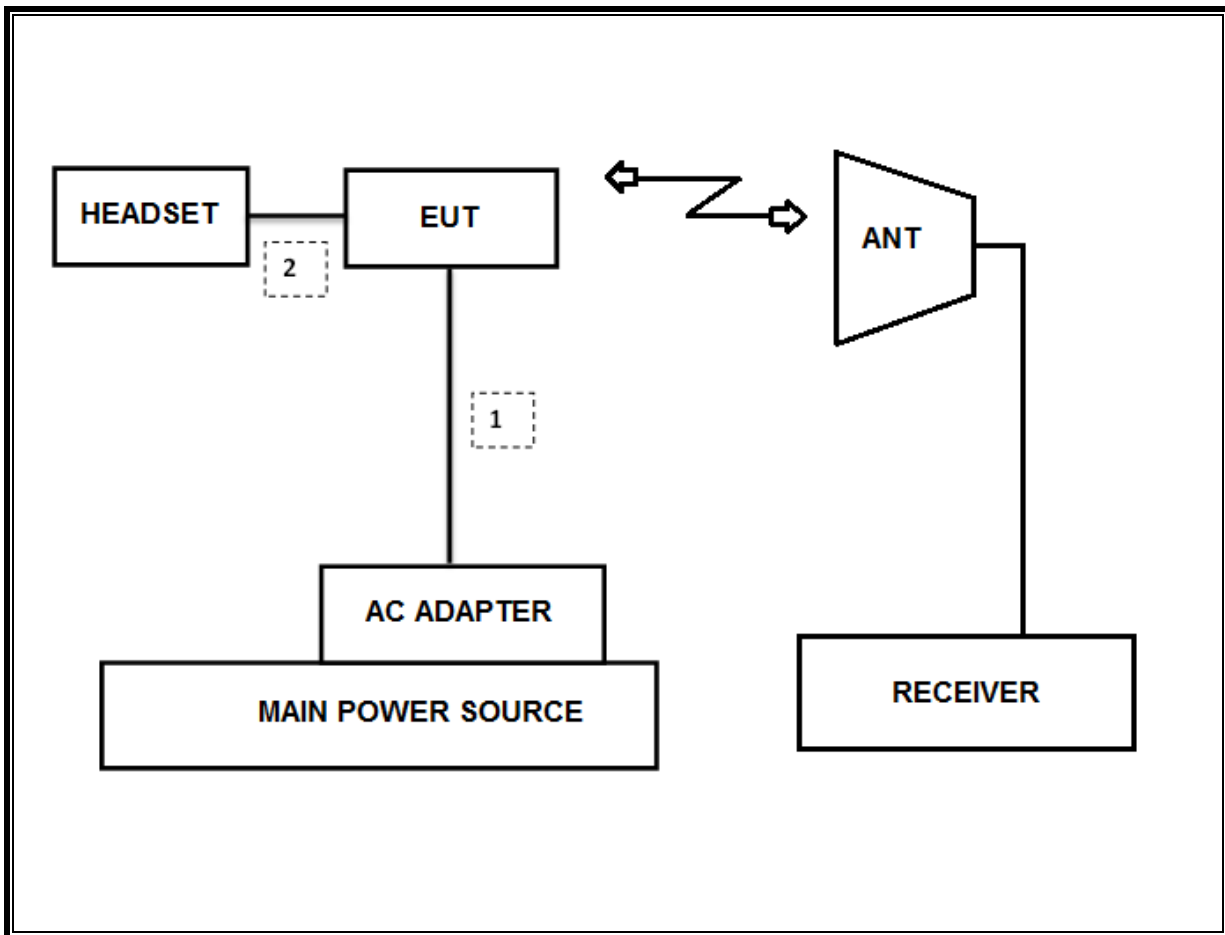 HEADSET
EUT
ANT
2
1
AC ADAPTER
MAIN POWER SOURCE
RECEIVER